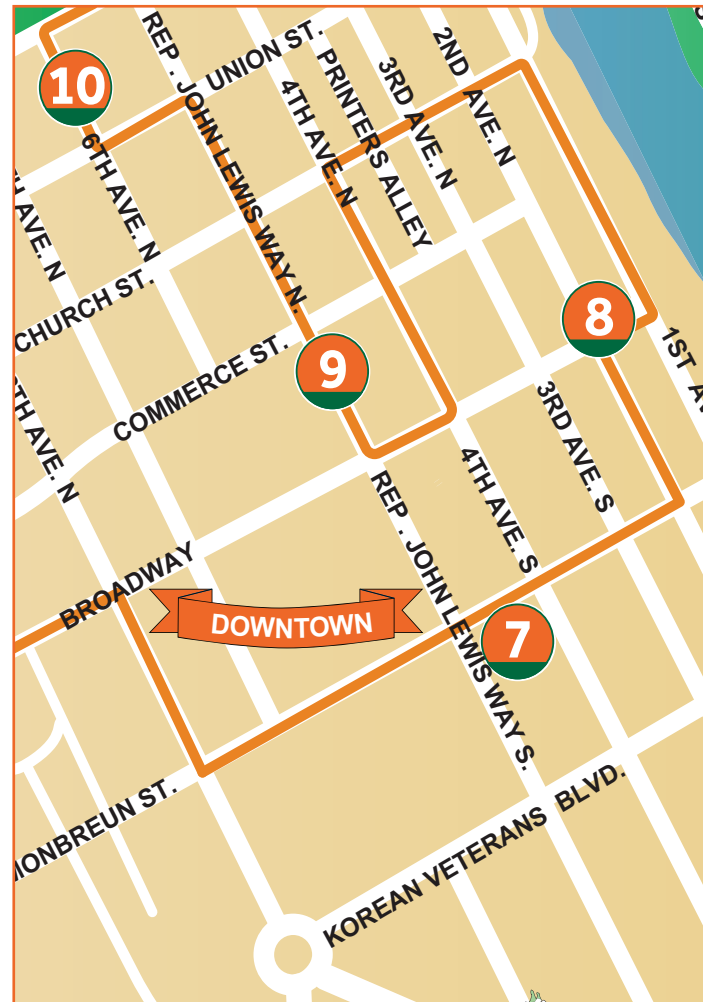 REP . JOHN LEWIS WAY N.
UNION ST.
4TH AVE. N
PRINTERS ALLEY
3RD AVE. N
2ND AVE. N
10
6TH AVE. N
H AVE. N
CHURCH ST.
COMMERCE ST.
9
8
1ST AV
3RD AVE. S
4TH AVE. S
TH AVE. N
BROADWAY
DOWNTOWN
REP . JOHN LEWIS WAY S.
7
MONBREUN ST.
KOREAN VETERANS BLVD.